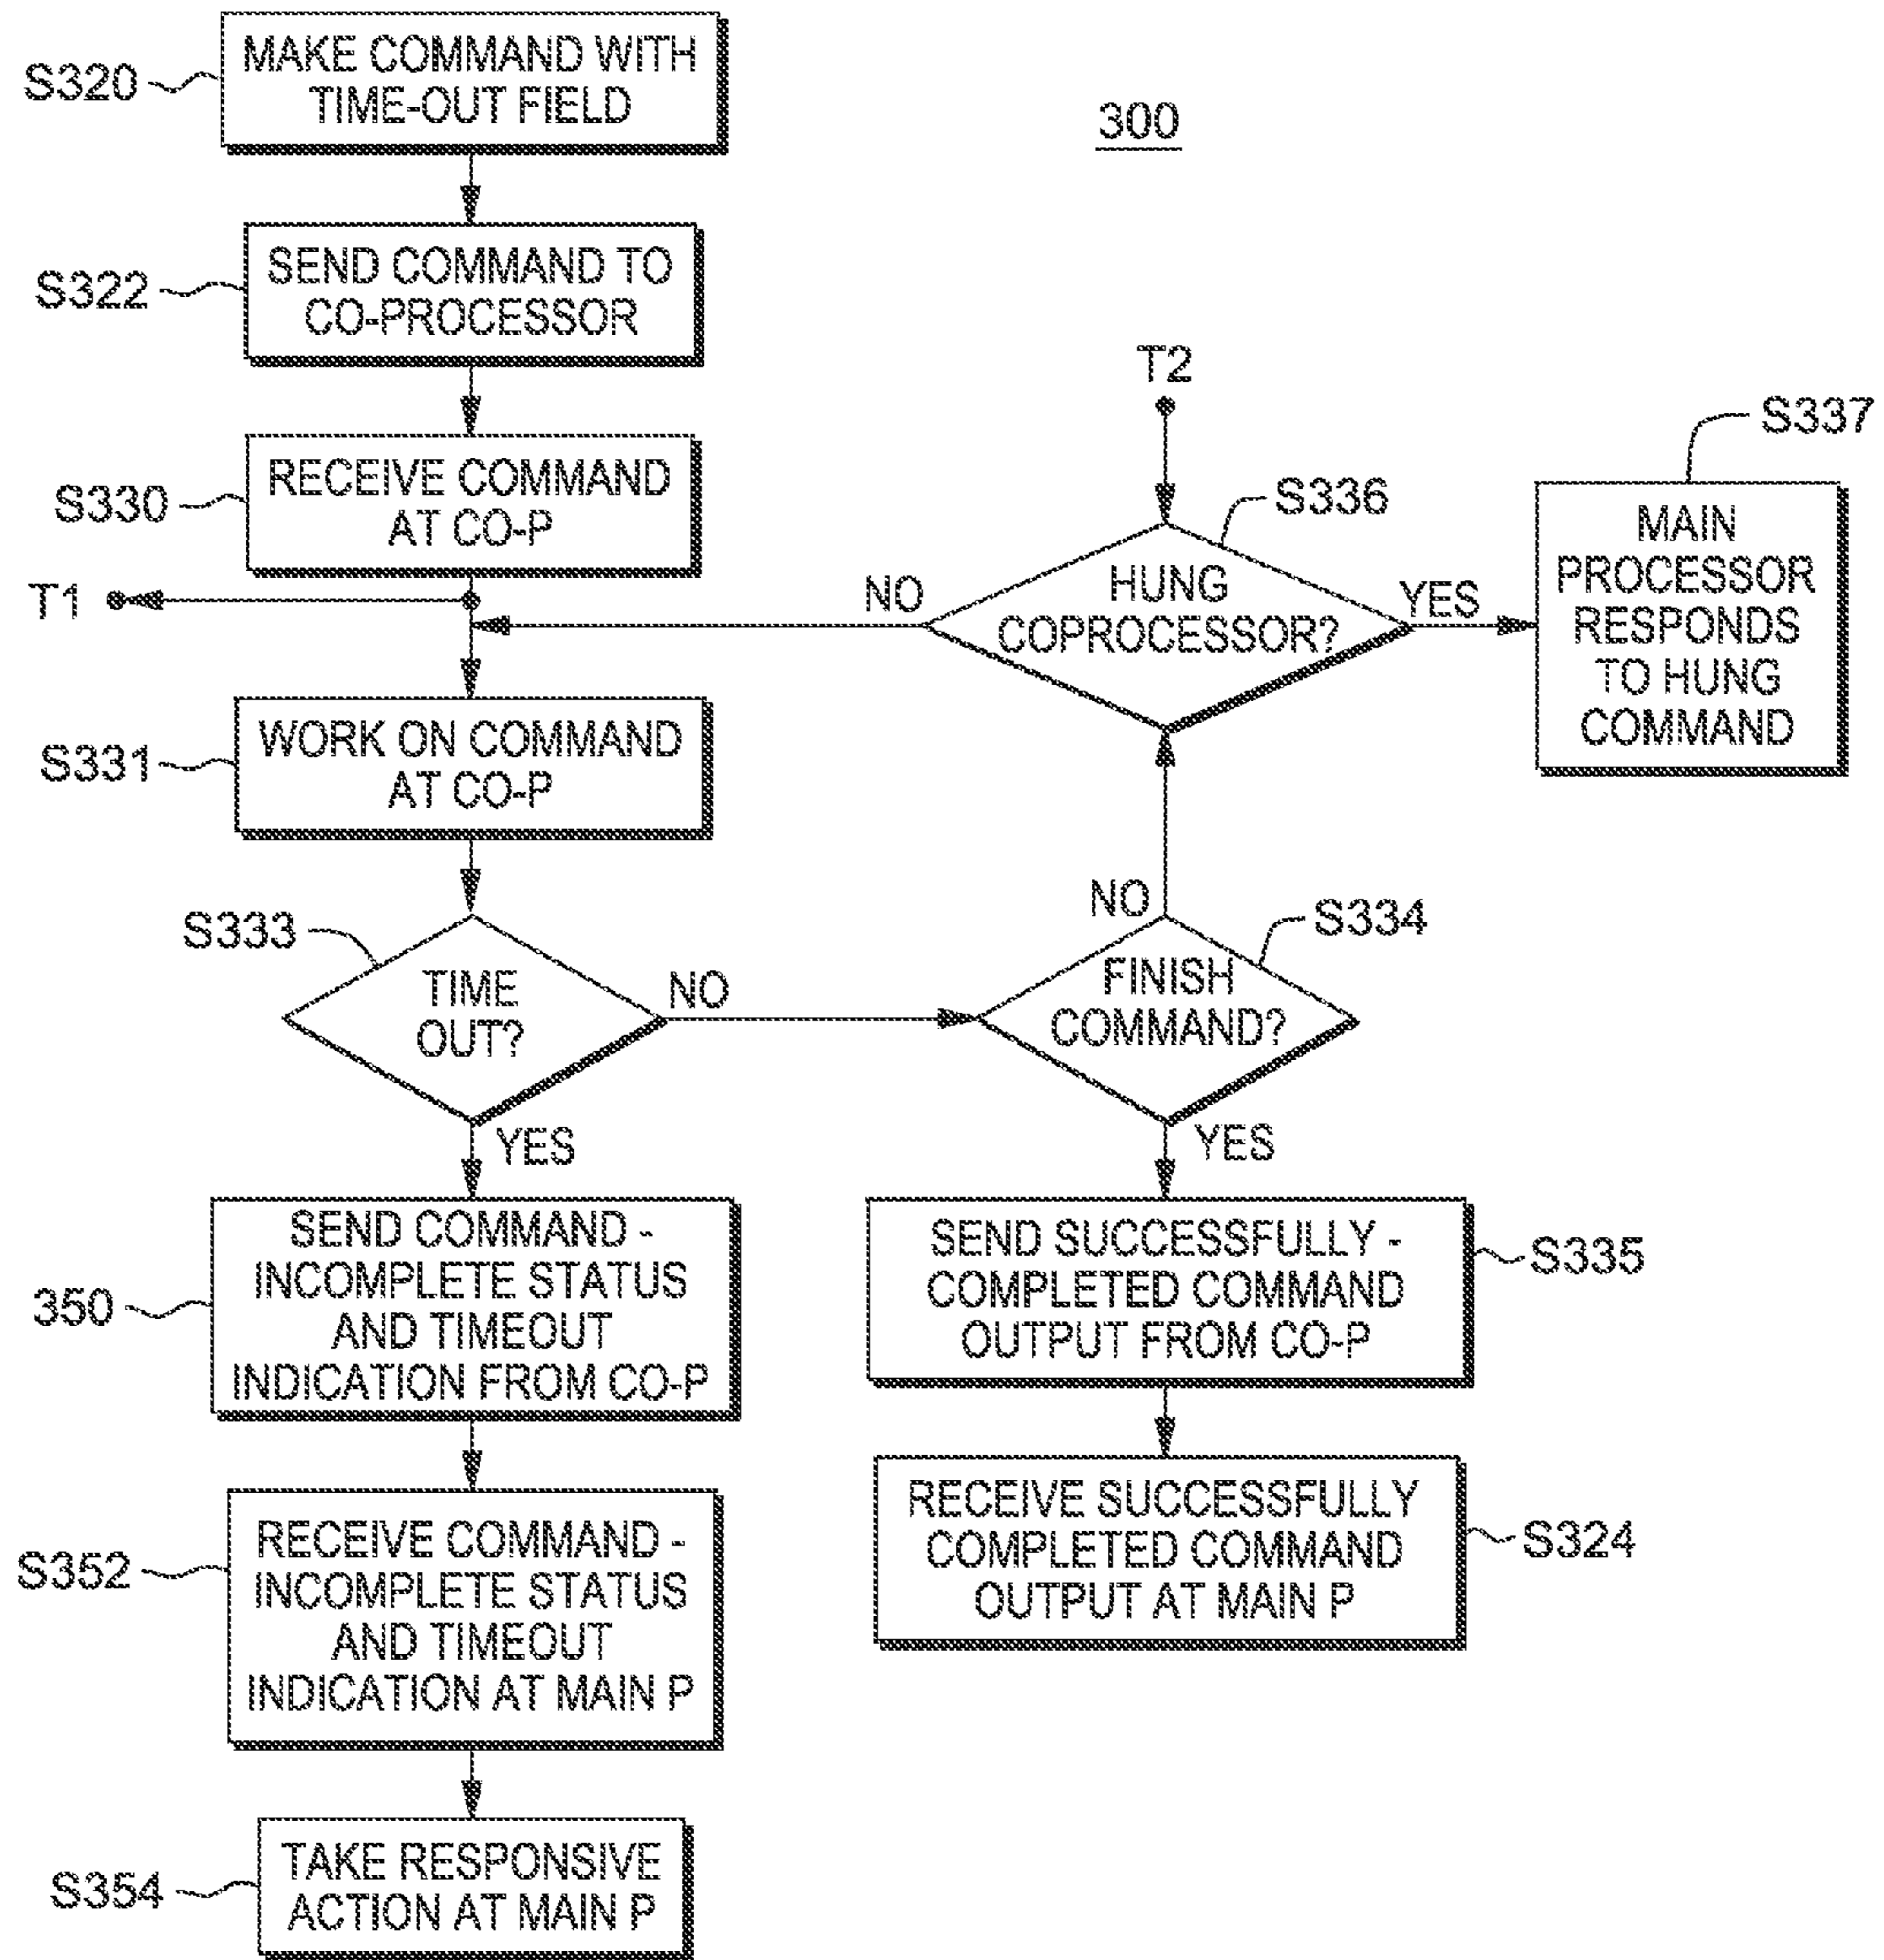 S320
MAKE COMMAND WITH
TIME-OUT FIELD
300
S322
SEND COMMAND TO
CO-PROCESSOR
S330
RECEIVE COMMAND
AT CO-P
T1
T2
S336
HUNG
COPROCESSOR?
NO
YES
S337
MAIN
PROCESSOR
RESPONDS
TO HUNG
COMMAND
S331
WORK ON COMMAND
AT CO-P
S333
TIME
OUT?
NO
YES
S334
FINISH
COMMAND?
NO
YES
350
SEND COMMAND -
INCOMPLETE STATUS
AND TIMEOUT
INDICATION FROM CO-P
SEND SUCCESSFULLY -
COMPLETED COMMAND
OUTPUT FROM CO-P
S335
S352
RECEIVE COMMAND -
INCOMPLETE STATUS
AND TIMEOUT
INDICATION AT MAIN P
RECEIVE SUCCESSFULLY
COMPLETED COMMAND
OUTPUT AT MAIN P
S324
S354
TAKE RESPONSIVE
ACTION AT MAIN P